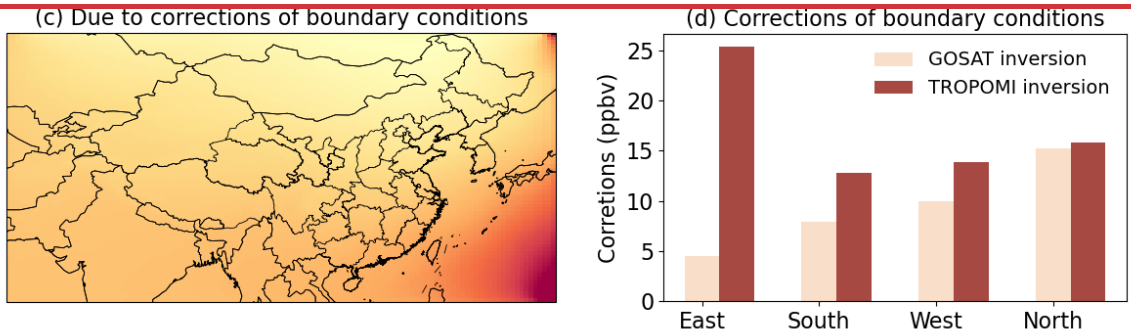 (c) Due to corrections of boundary conditions
(d) Corrections of boundary conditions
Corretions (ppbv)
25
20
15
10
5
0
GOSAT inversion
TROPOMI inversion
East South West North